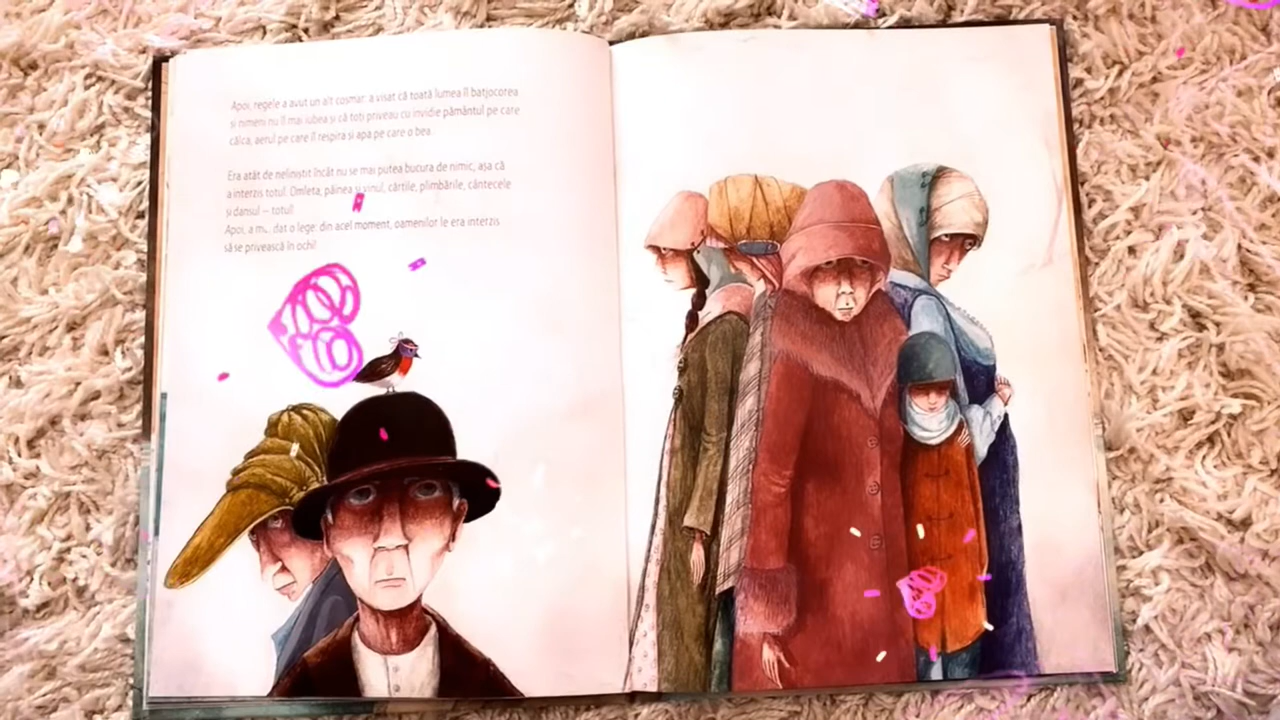 Apoi, regele a avut un alt coșmar: a visat că toată lumea îl batjocorea
și nimeni nu îl mai iubea și că toți priveau cu invidie pământul pe care
călca, aerul pe care îl respira și apa pe care o bea.
Era atât de neliniștit încât nu se mai putea bucura de nimic, așa că
a interzis totul. Omleta, pâinea și vinul, cărțile, plimbările, cântecele
și dansul – totul!
Apoi, a mai dat o lege: din acel moment, oamenilor le era interzis
să se privească în ochi!